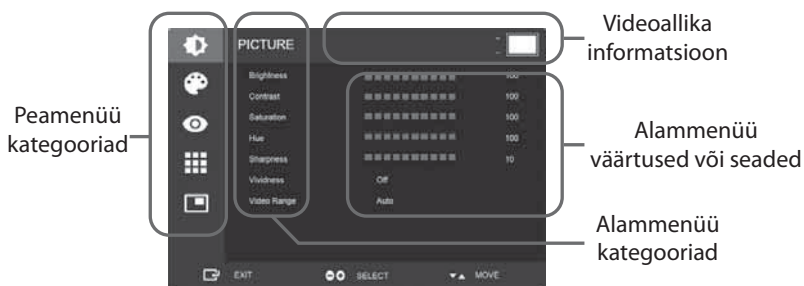 Videoallika
informatsioon
PICTURE
Peamenüü
kategooriad
Brightness 100
Contrast 100
Saturation 100
Hue 100
Sharpness 10
Vividness Off
Video Range Auto
Alammenüü
väärtused või seaded
Alammenüü
kategooriad
EXIT SELECT MOVE